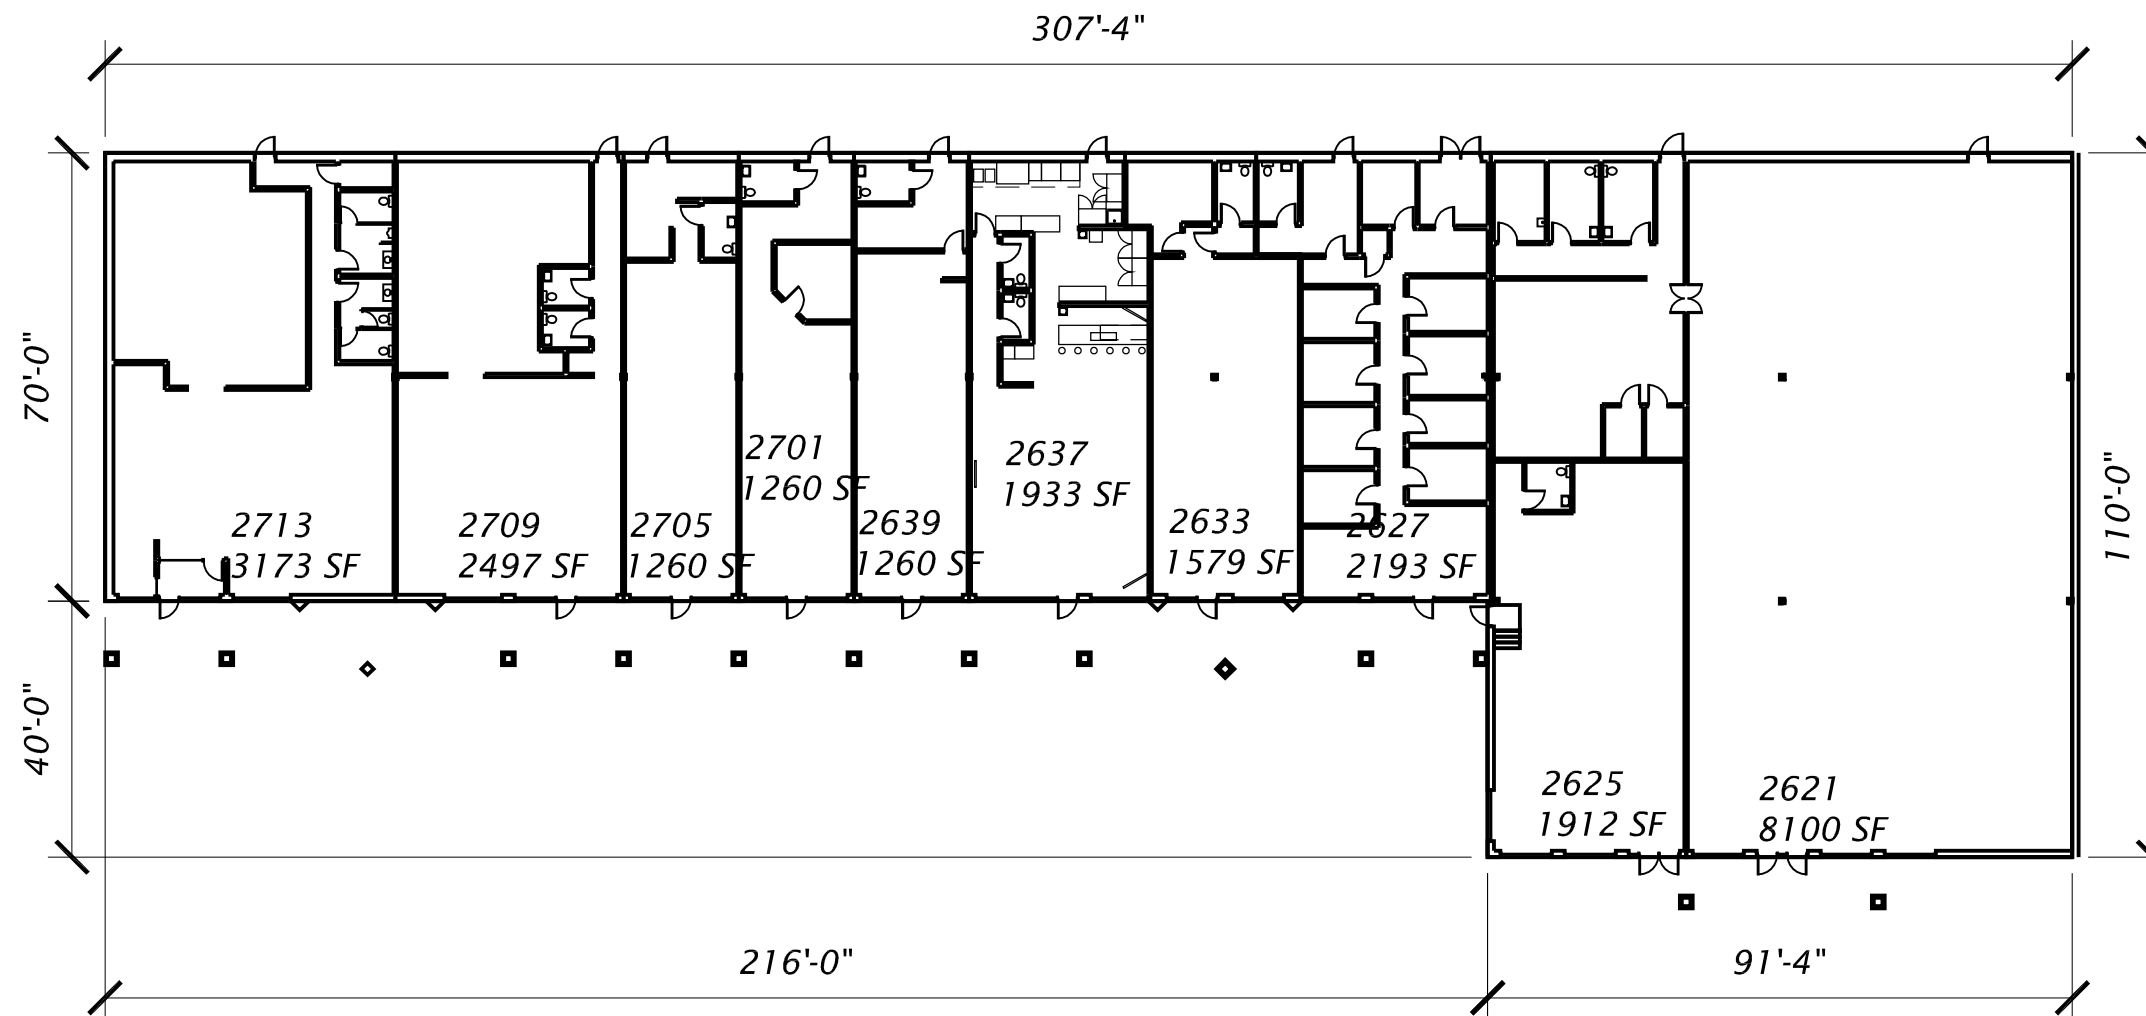 307'-4"
70'-0"
40'-0"
110'-0"
2713
3173 SF
2709
2497 SF
2705
1260 SF
2701
1260 SF
2639
1260 SF
2637
1933 SF
2633
1579 SF
2627
2193 SF
2625
1912 SF
2621
8100 SF
216'-0"
91'-4"